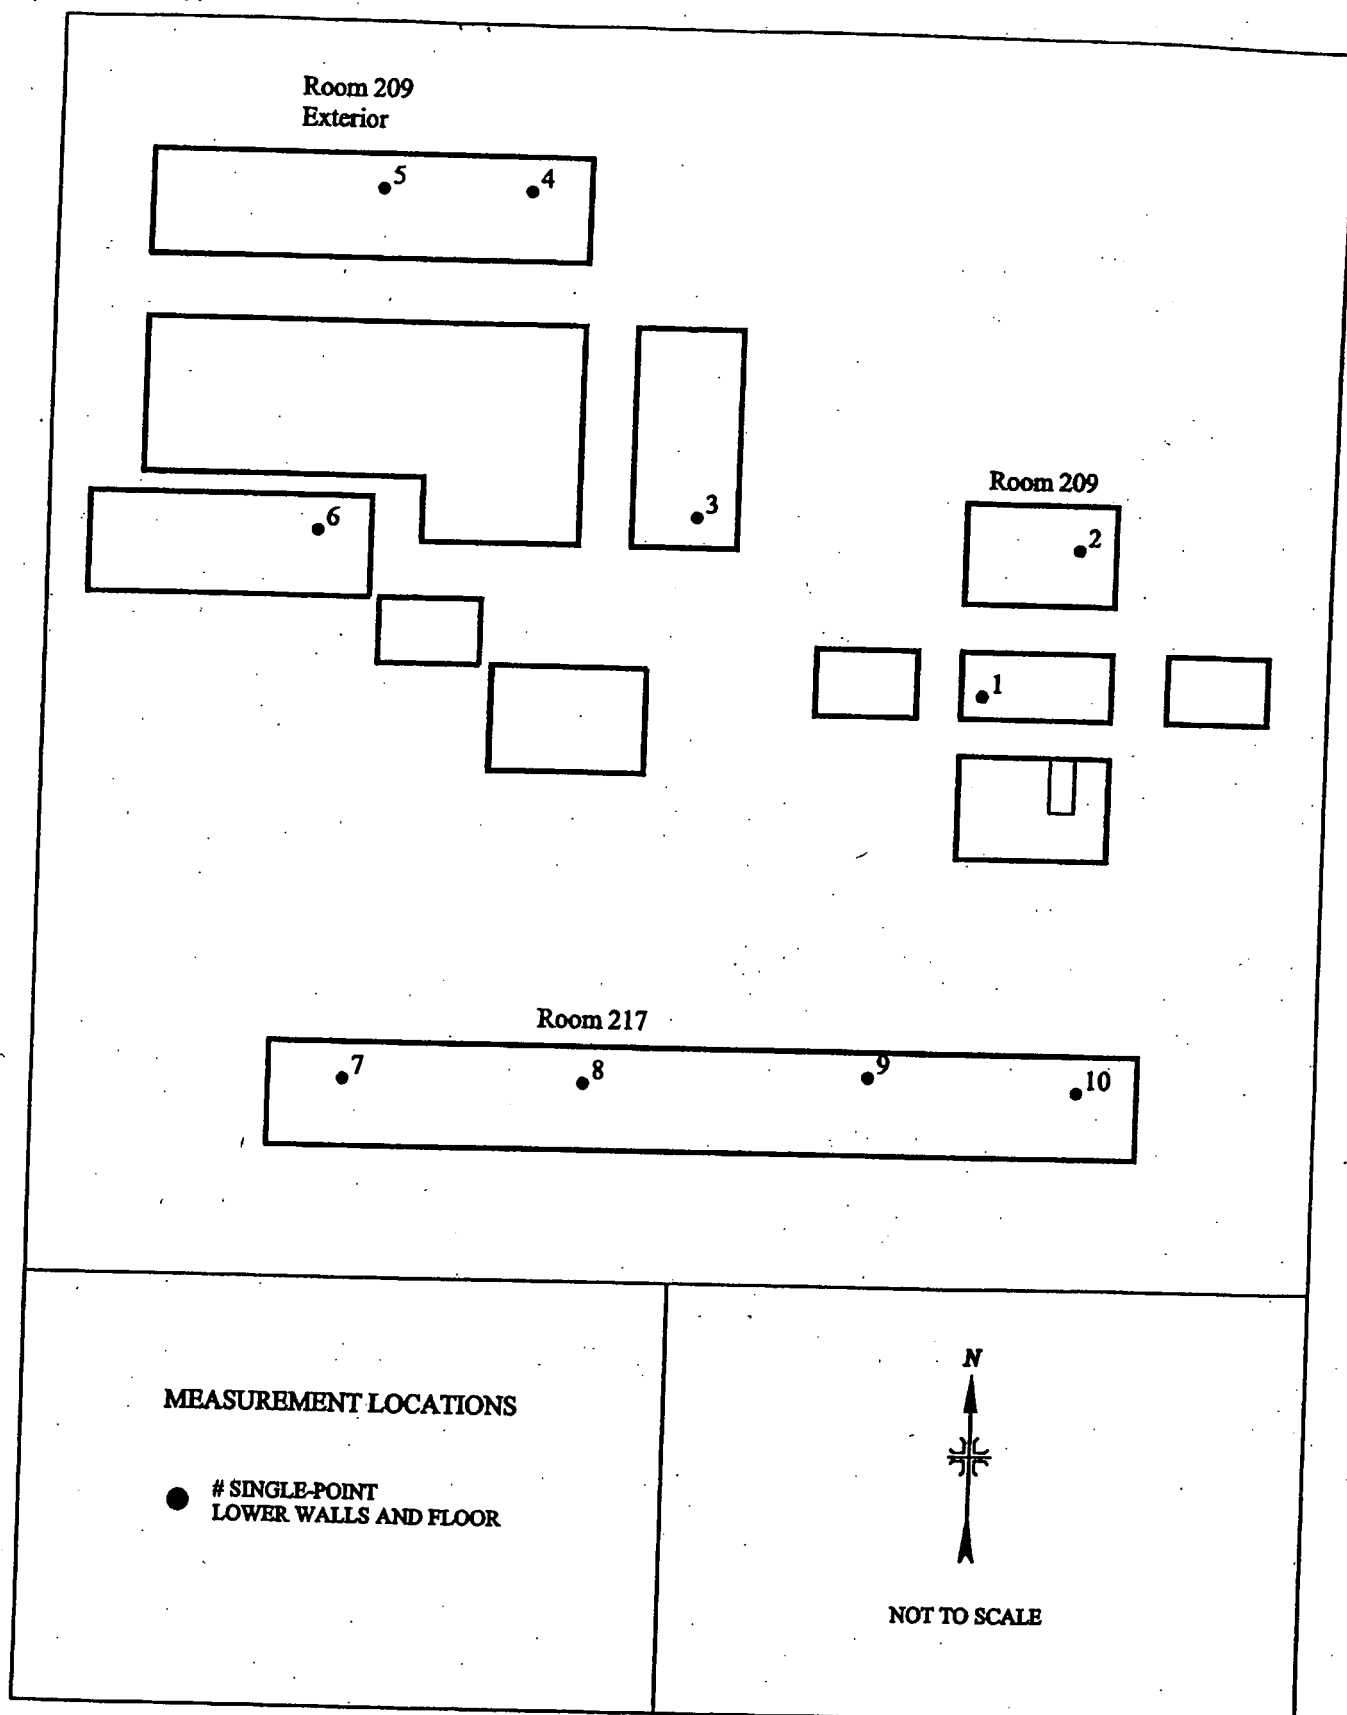 Room 209
Exterior
5
4
3
6
Room 209
2
1
Room 217
7
8
9
10
MEASUREMENT LOCATIONS
# SINGLE-POINT
LOWER WALLS AND FLOOR
N
NOT TO SCALE